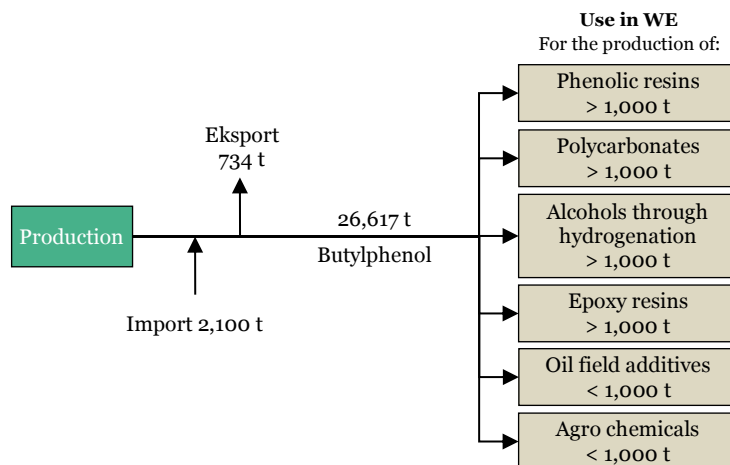 Use in WE
For the production of:
Phenolic resins
> 1,000 t
Eksport
734 t
Polycarbonates
> 1,000 t
Production
26,617 t
Butylphenol
Alcohols through
hydrogenation
> 1,000 t
Import 2,100 t
Epoxy resins
> 1,000 t
Oil field additives
< 1,000 t
Agro chemicals
< 1,000 t